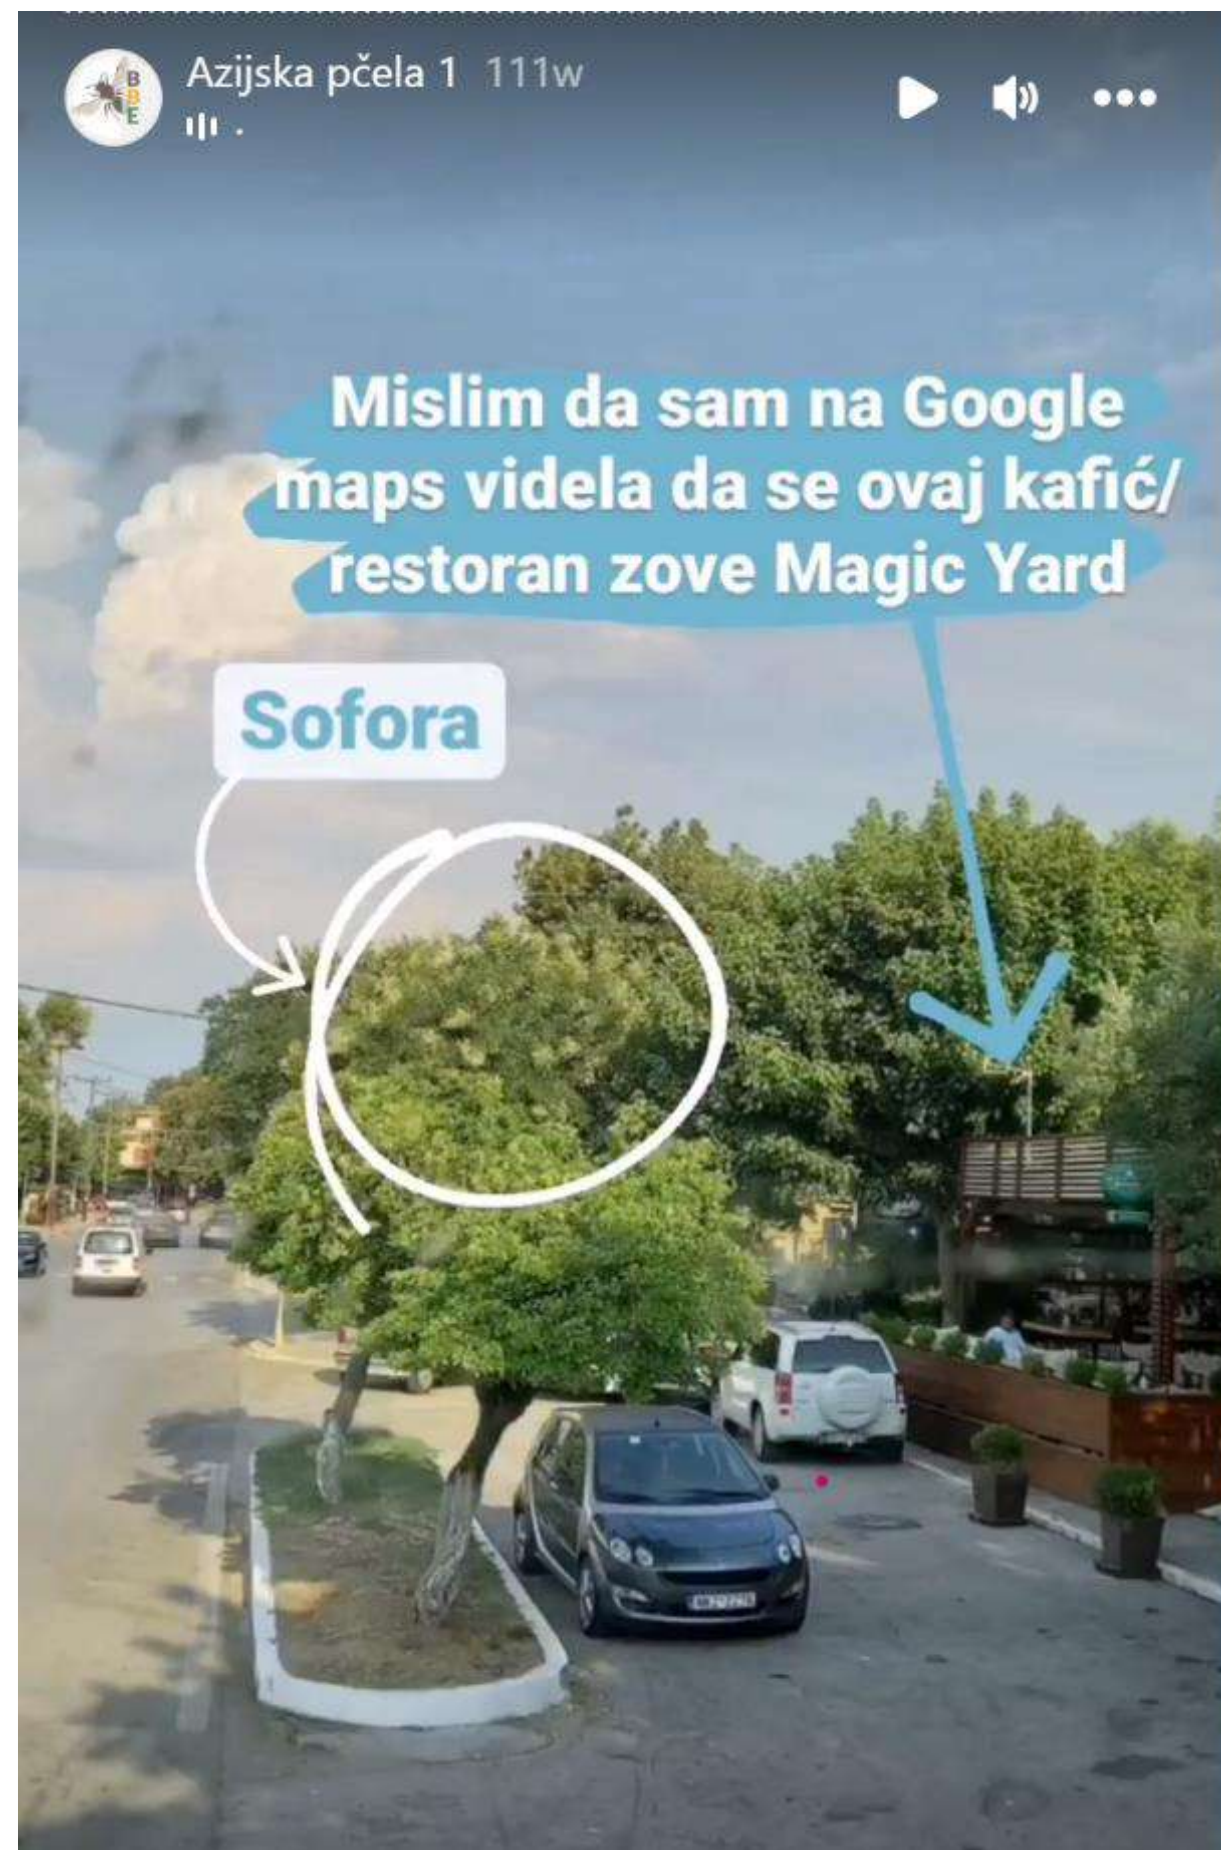 BBE
Azijska pčela 1 111w
.
Mislim da sam na Google
maps videla da se ovaj kafić/
restoran zove Magic Yard
Sofora